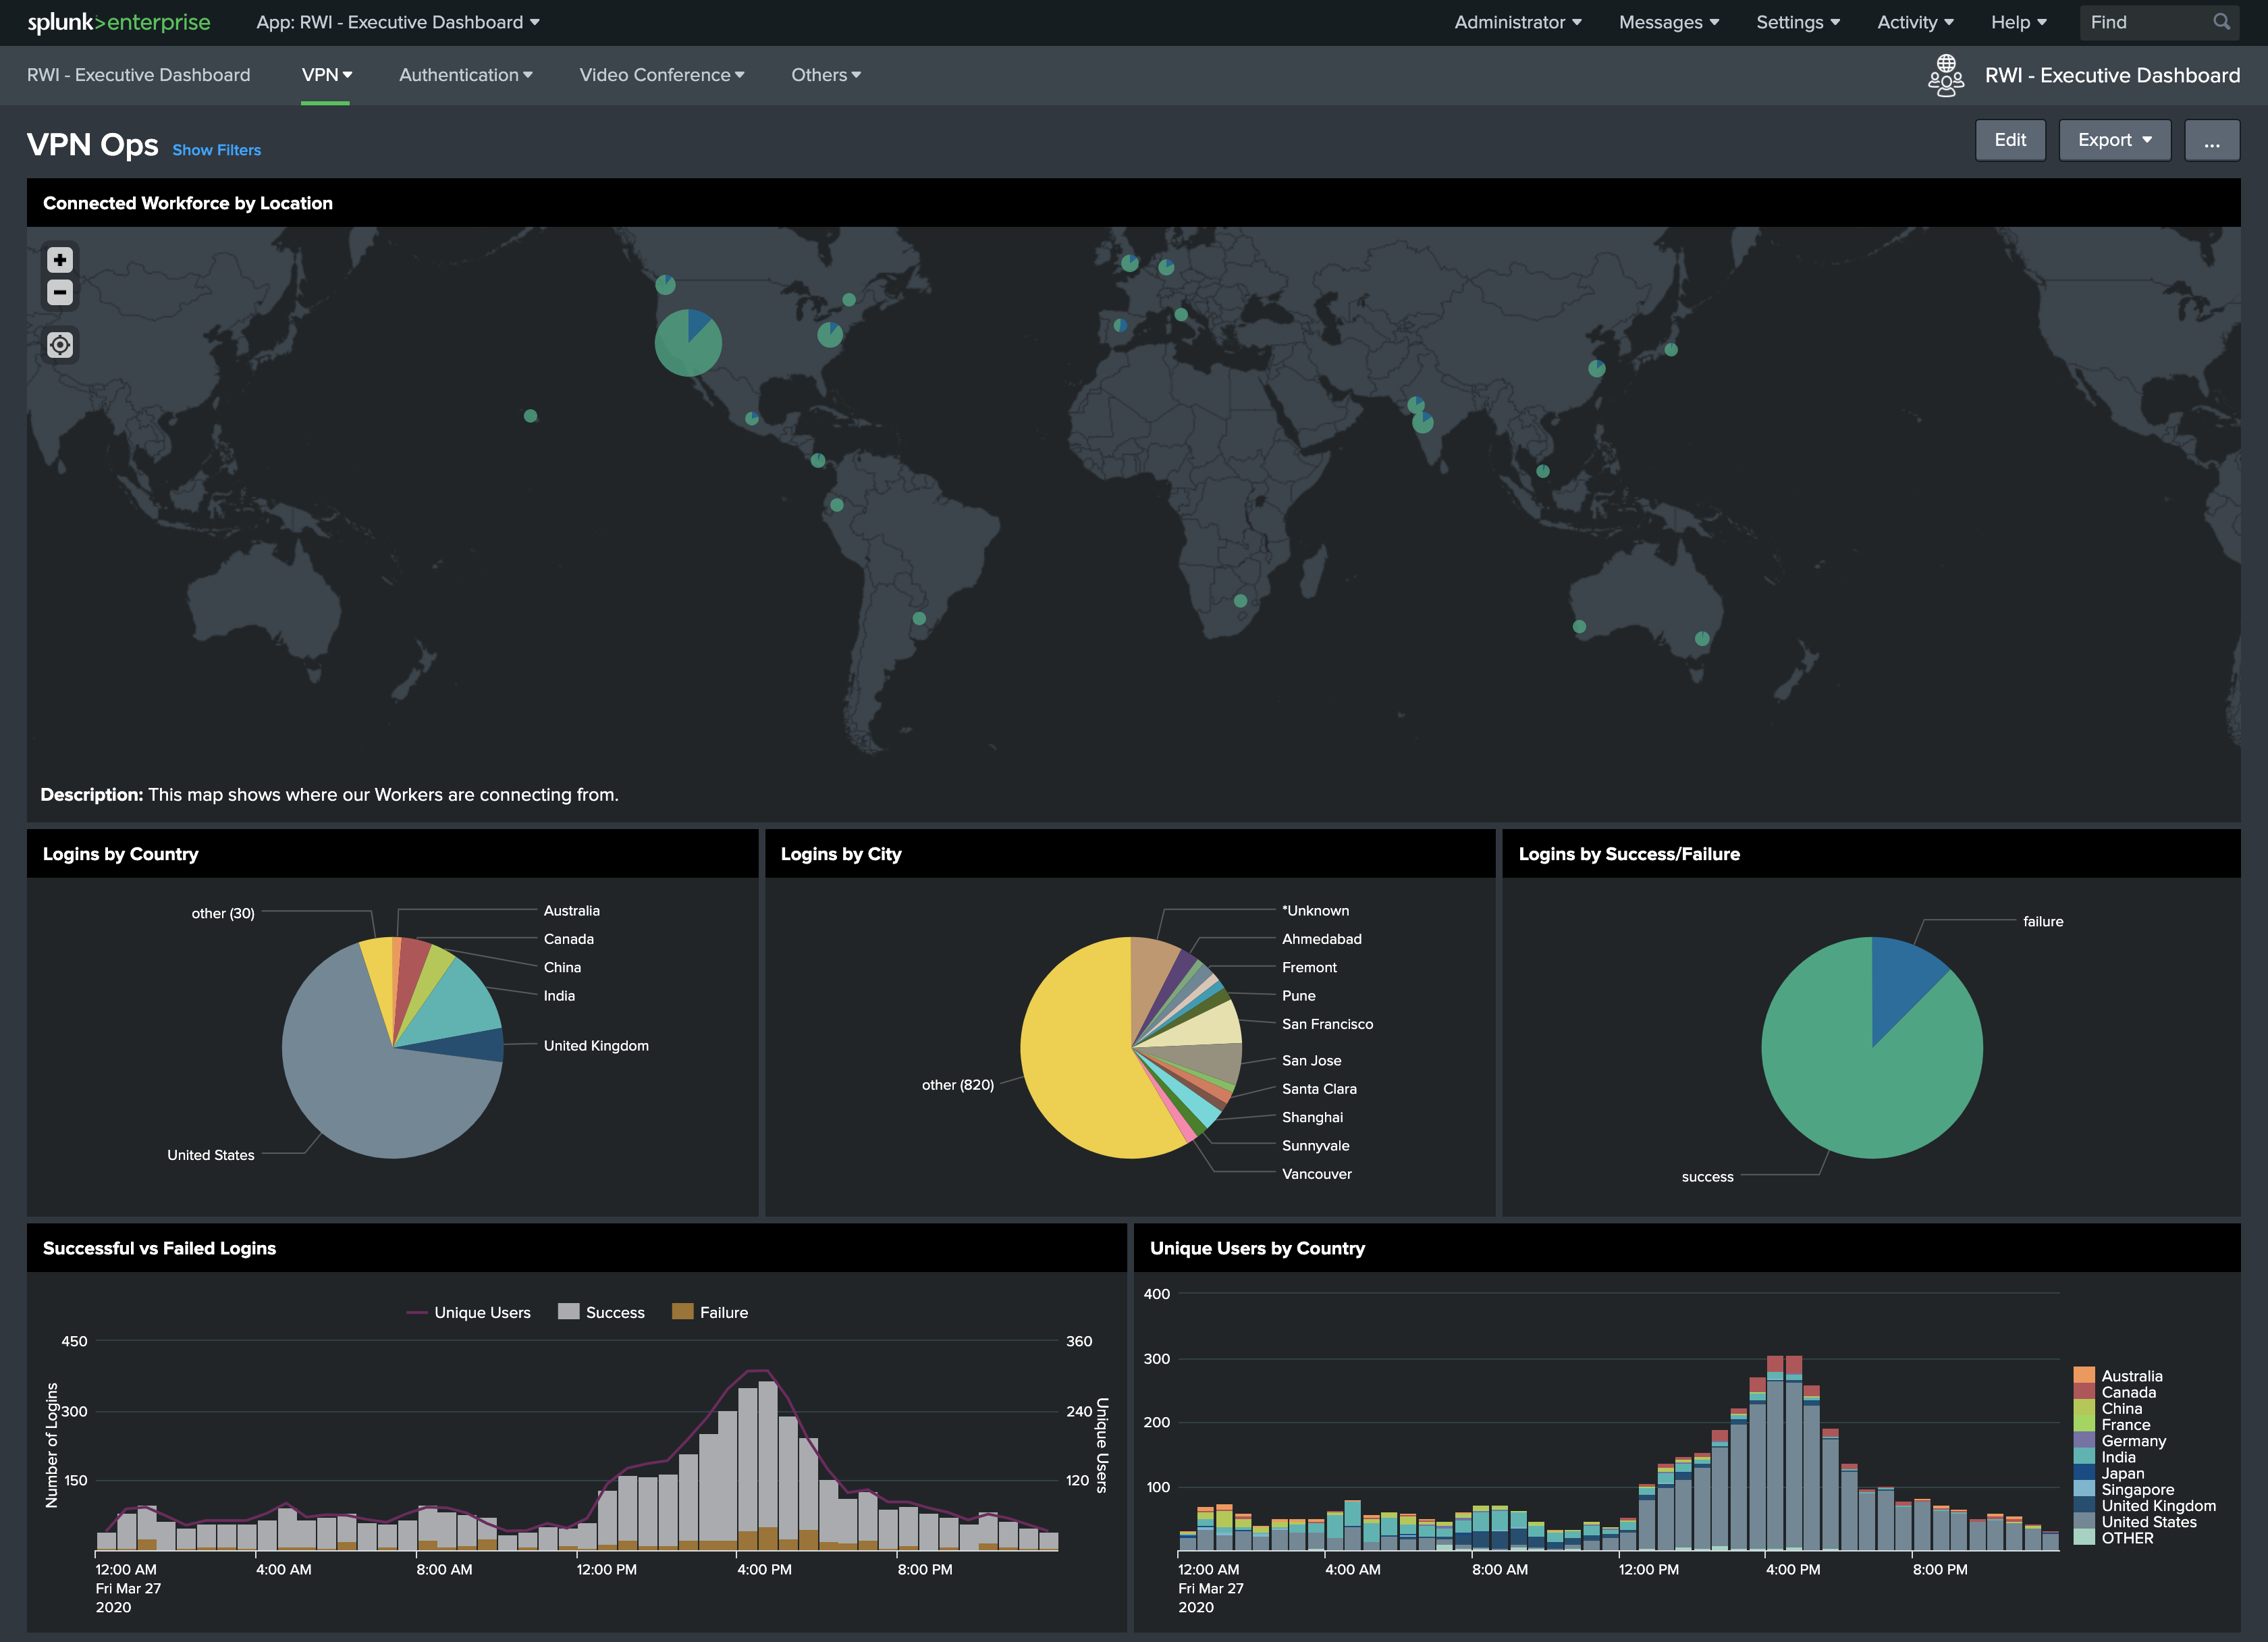 splunk>enterprise App: RWI - Executive Dashboard Administrator Messages Settings Activity Help Find
RWI - Executive Dashboard VPN Authentication Video Conference Others RWI - Executive Dashboard
VPN Ops Show Filters Edit Export ...
Connected Workforce by Location
Description: This map shows where our Workers are connecting from.
Logins by Country
other (30)
Australia
Canada
China
India
United Kingdom
United States
Logins by City
*Unknown
Ahmedabad
Fremont
Pune
San Francisco
San Jose
Santa Clara
Shanghai
Sunnyvale
Vancouver
other (820)
Logins by Success/Failure
failure
success
Successful vs Failed Logins
Unique Users Success Failure
450
300
150
Number of Logins
360
240
120
Unique Users
12:00 AM 4:00 AM 8:00 AM 12:00 PM 4:00 PM 8:00 PM
Fri Mar 27
2020
Unique Users by Country
400
300
200
100
12:00 AM 4:00 AM 8:00 AM 12:00 PM 4:00 PM 8:00 PM
Fri Mar 27
2020
Australia
Canada
China
France
Germany
India
Japan
Singapore
United Kingdom
United States
OTHER